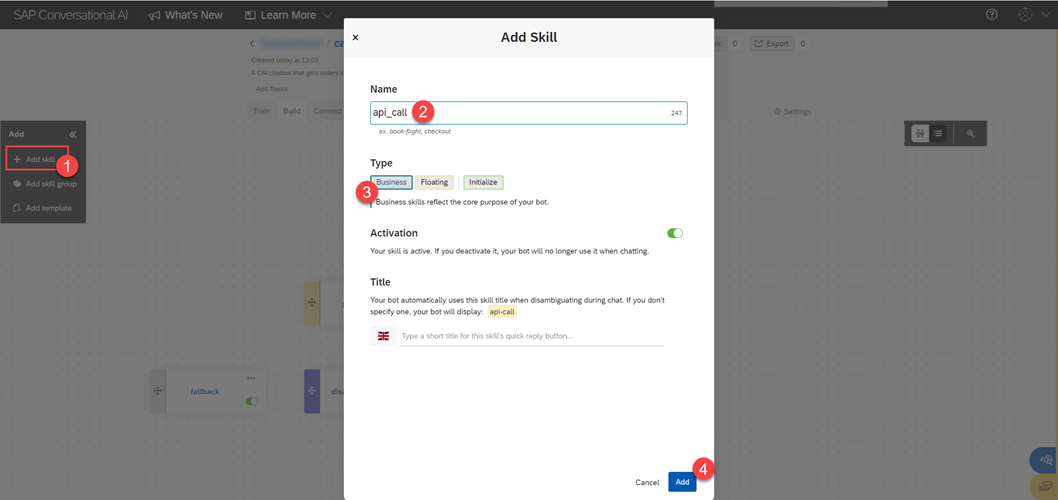 SAP Conversational AI
What's New
Learn More
Created today at 13:03
A CAI chatbot that gets orders
Add Topics
Train Build Connect
0 Export 0
Settings
Add
Add skill
1
Add skill group
Add template
fallback
Add Skill
Name
api_call 2 247
ex. book-flight, checkout
Type
Business Floating Initialize
3
Business skills reflect the core purpose of your bot.
Activation
Your skill is active. If you deactivate it, your bot will no longer use it when chatting.
Title
Your bot automatically uses this skill title when disambiguating during chat. If you don't
specify one, your bot will display: api-call
Type a short title for this skill's quick reply button...
Cancel Add
4